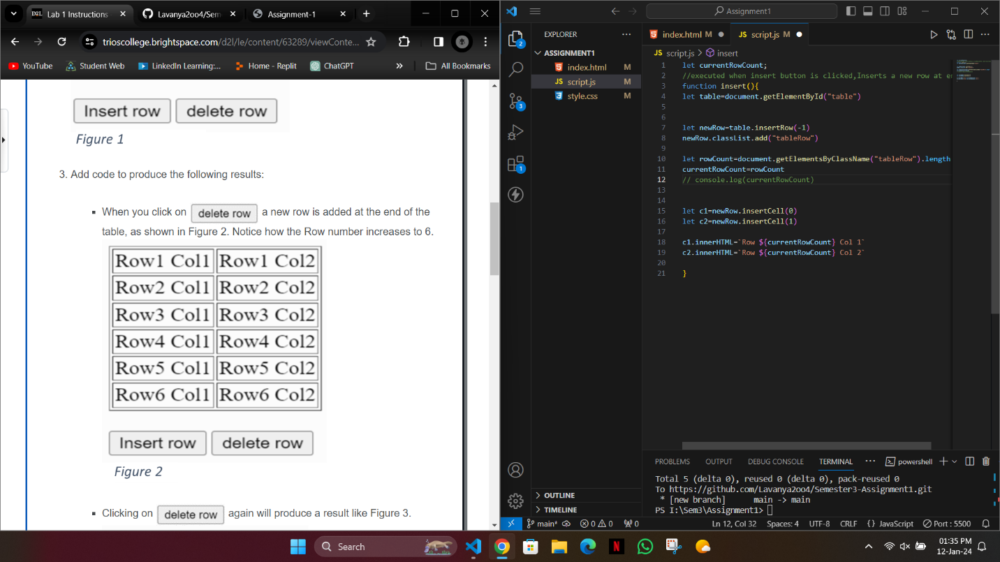 Lab 1 Instructions
Lavanya2oo4/Sem
Assignment-1
trioscollege.brightspace.com/d2l/le/content/63289/viewConte...
YouTube
Student Web
LinkedIn Learning:...
Home - Replit
ChatGPT
All Bookmarks
Insert row
delete row
Figure 1
3. Add code to produce the following results:
When you click on delete row a new row is added at the end of the
table, as shown in Figure 2. Notice how the Row number increases to 6.
Row1 Col1 Row1 Col2
Row2 Col1 Row2 Col2
Row3 Col1 Row3 Col2
Row4 Col1 Row4 Col2
Row5 Col1 Row5 Col2
Row6 Col1 Row6 Col2
Insert row
delete row
Figure 2
Clicking on delete row again will produce a result like Figure 3.
Assignment1
EXPLORER
ASSIGNMENT1
index.html M
JS script.js M
style.css M
2
3
1
OUTLINE
TIMELINE
index.html M
JS script.js M
JS script.js > insert
1 let currentRowCount;
2 //executed when insert button is clicked,Inserts a new row at e
3 function insert(){
4 let table=document.getElementById("table")
5
6
7 let newRow=table.insertRow(-1)
8 newRow.classList.add("tableRow")
9
10 let rowCount=document.getElementsByClassName("tableRow").length
11 currentRowCount=rowCount
12 // console.log(currentRowCount)
13
14
15 let c1=newRow.insertCell(0)
16 let c2=newRow.insertCell(1)
17
18 c1.innerHTML=`Row ${currentRowCount} Col 1`
19 c2.innerHTML=`Row ${currentRowCount} Col 2`
20
21 }
PROBLEMS OUTPUT DEBUG CONSOLE TERMINAL ... powershell
Total 5 (delta 0), reused 0 (delta 0), pack-reused 0
To https://github.com/Lavanya2oo4/Semester3-Assignment1.git
* [new branch] main -> main
PS I:\Sem3\Assignment1>
main* 0 0 0 Ln 12, Col 32 Spaces: 4 UTF-8 CRLF {} JavaScript Port : 5500
Search
01:35 PM
12-Jan-24